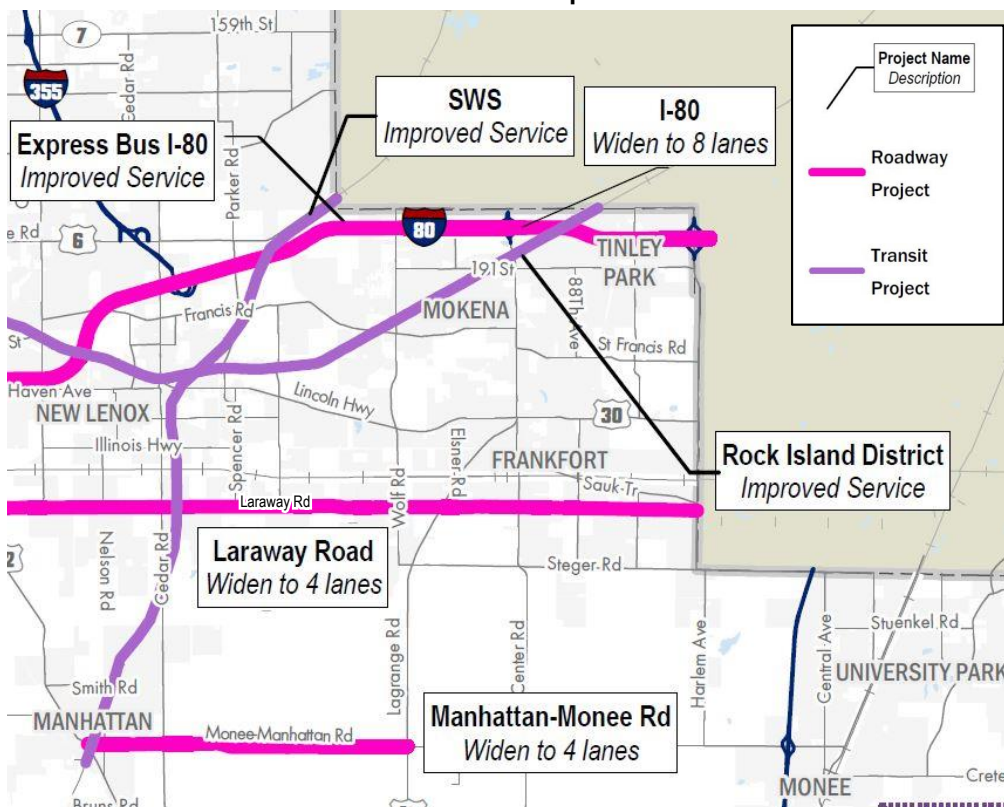 159th St
7
355
Cedar Rd
Parker Rd
Express Bus I-80
Improved Service
SWS
Improved Service
I-80
Widen to 8 lanes
Project Name
Description
Roadway
Project
Transit
Project
e Rd
6
80
TINLEY
PARK
191 St
88Th Ave
MOKENA
Francis Rd
St
St Francis Rd
Haven Ave
NEW LENOX
Lincoln Hwy
30
Illinois Hwy
Spencer Rd
Wolf Rd
Elsner Rd
FRANKFORT
Sauk-Tr
Rock Island District
Improved Service
Laraway Rd
Laraway Road
Widen to 4 lanes
Nelson Rd
Cedar Rd
Steger Rd
Stuenkel Rd
Lagrange Rd
Center Rd
Harlem Ave
Central Ave
UNIVERSITY PARK
Smith Rd
MANHATTAN
Monee-Manhattan Rd
Manhattan-Monee Rd
Widen to 4 lanes
MONEE
Crete
Bruns Rd